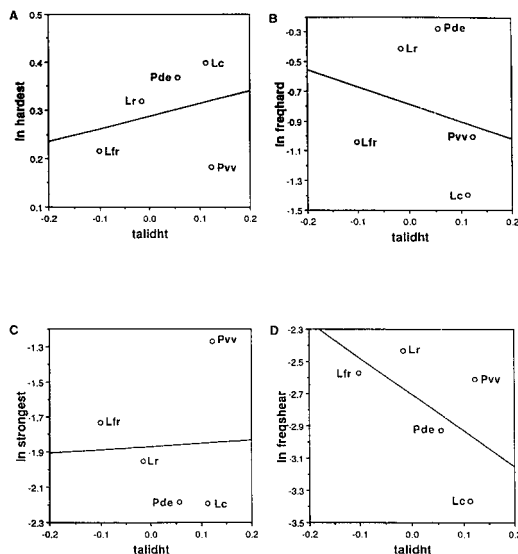 A
ln hardest
0.5
0.4
0.3
0.2
0.1
Lc
Pde
Lr
Lfr
Pvv
-0.2 -0.1 0.0 0.1 0.2
talidht
B
ln freqhard
-0.3
-0.5
-0.7
-0.9
-1.1
-1.3
-1.5
Pde
Lr
Pvv
Lfr
Lc
-0.2 -0.1 0.0 0.1 0.2
talidht
C
ln strongest
-1.3
-1.5
-1.7
-1.9
-2.1
-2.3
Pvv
Lfr
Lr
Pde Lc
-0.2 -0.1 0.0 0.1 0.2
talidht
D
ln freqshear
-2.3
-2.5
-2.7
-2.9
-3.1
-3.3
-3.5
Lr
Lfr
Pvv
Pde
Lc
-0.2 -0.1 0.0 0.1 0.2
talidht